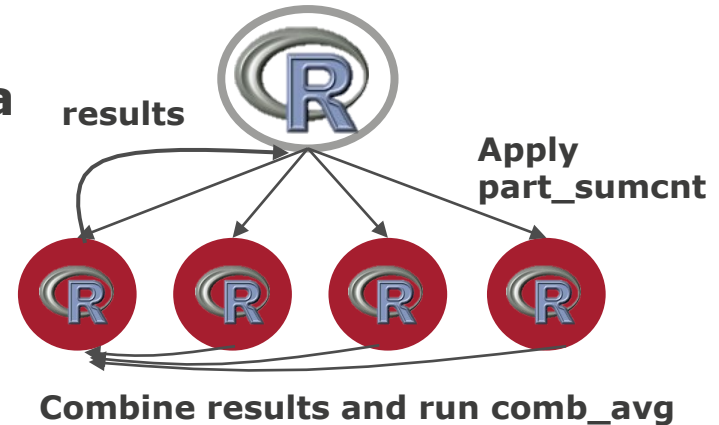 a
results
R
Apply
part_sumcnt
R
R
R
R
Combine results and run comb_avg